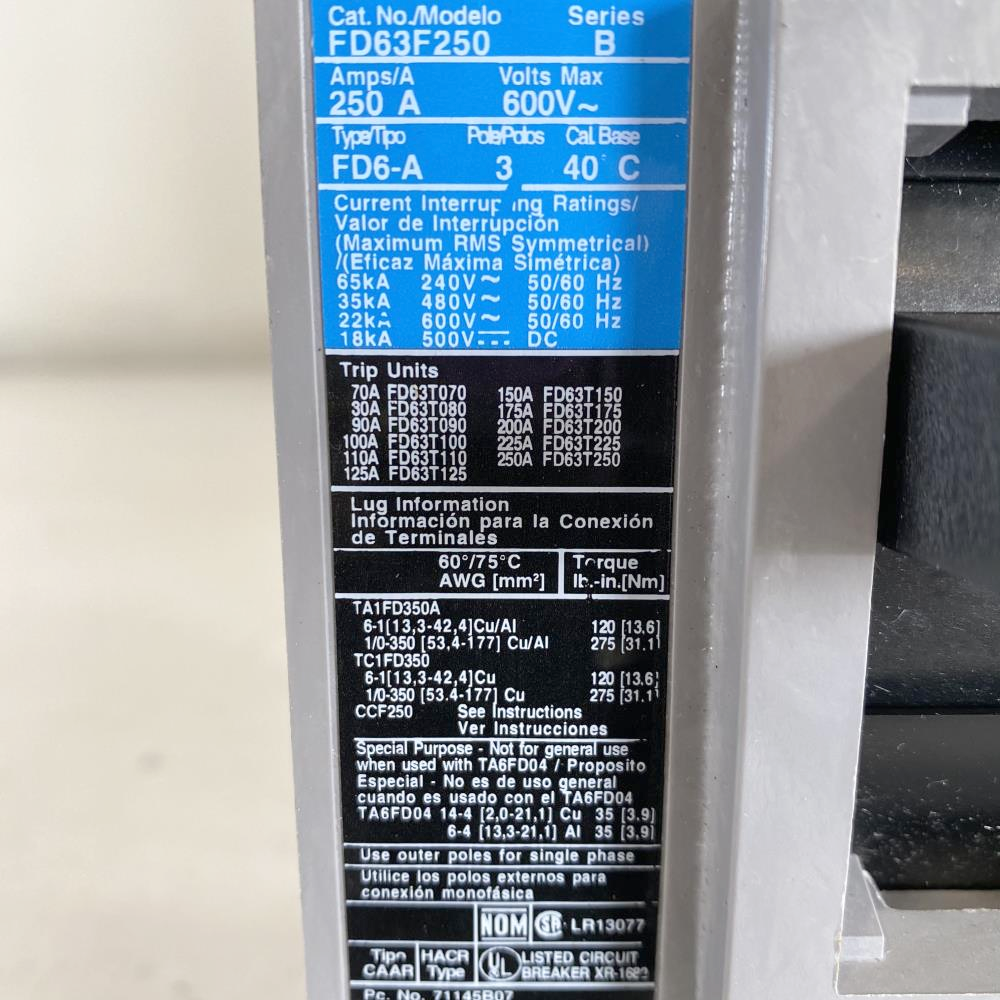 Cat. No./Modelo Series
FD63F250 B
Amps/A Volts Max
250 A 600V~
Type/Tipo Pole/Polos Cal. Base
FD6-A 3 40° C
Current Interrupting Ratings/
Valor de Interrupción
(Maximum RMS Symmetrical)
/(Eficaz Máxima Simétrica)
65kA 240V~ 50/60 Hz
35kA 480V~ 50/60 Hz
22kA 600V~ 50/60 Hz
18kA 500V⎓ DC
Trip Units
70A FD63T070 150A FD63T150
30A FD63T080 175A FD63T175
90A FD63T090 200A FD63T200
100A FD63T100 225A FD63T225
110A FD63T110 250A FD63T250
125A FD63T125
Lug Information
Información para la Conexión
de Terminales
60°/75°C Torque
AWG [mm²] lb.-in.[Nm]
TA1FD350A
6-1[13,3-42,4]Cu/Al 120 [13.6]
1/0-350 [53,4-177] Cu/Al 275 [31.1]
TC1FD350
6-1[13,3-42,4]Cu 120 [13.6]
1/0-350 [53.4-177] Cu 275 [31.1]
CCF250 See Instructions
Ver Instrucciones
Special Purpose - Not for general use
when used with TA6FD04 / Proposito
Especial - No es de uso general
cuando es usado con el TA6FD04
TA6FD04 14-4 [2,0-21,1] Cu 35 [3.9]
6-4 [13,3-21,1] Al 35 [3.9]
Use outer poles for single phase
Utilice los polos externos para
conexión monofásica
NOM SA LR13077
Tipo HACR UL LISTED CIRCUIT
CAAR Type BREAKER
Pc. No. 71145B07